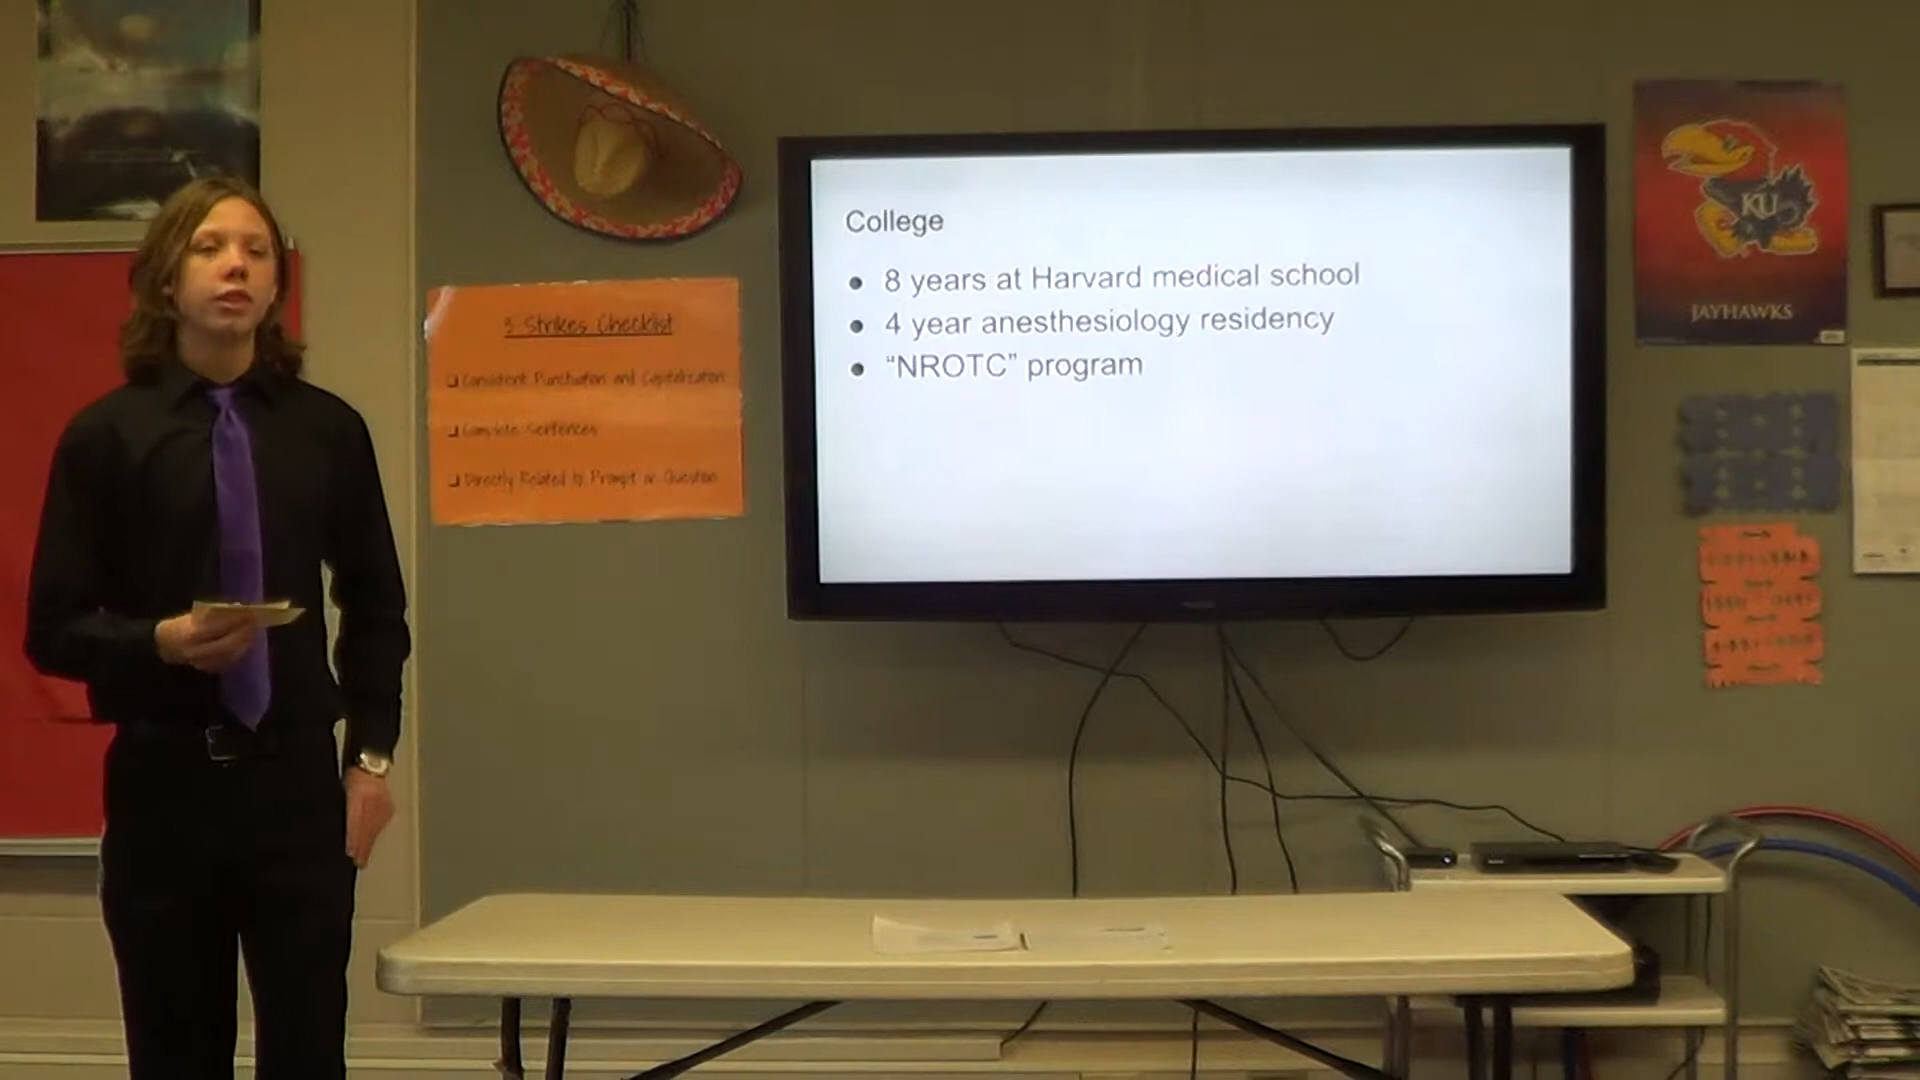 College
8 years at Harvard medical school
4 year anesthesiology residency
“NROTC” program
3 Strikes Checklist
Consistent Punctuation and Capitalization
Complete Sentences
Directly Related to Prompt or Question
KU
JAYHAWKS